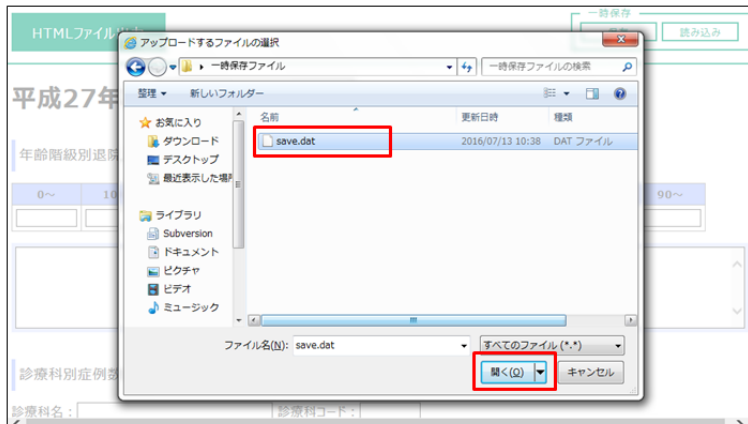 一時保存
HTMLファイル
読み込み
アップロードするファイルの選択
一時保存ファイル
一時保存ファイルの検索
整理 新しいフォルダー
平成27年
お気に入り
ダウンロード
デスクトップ
最近表示した場所
ライブラリ
Subversion
ドキュメント
ピクチャ
ビデオ
ミュージック
名前 更新日時 種類
save.dat 2016/07/13 10:38 DAT ファイル
年齢階級別退院
0～ 10 90～
ファイル名(N): save.dat すべてのファイル (*.*)
開く(O) キャンセル
診療科別症例数
診療科名： 診療科コード：